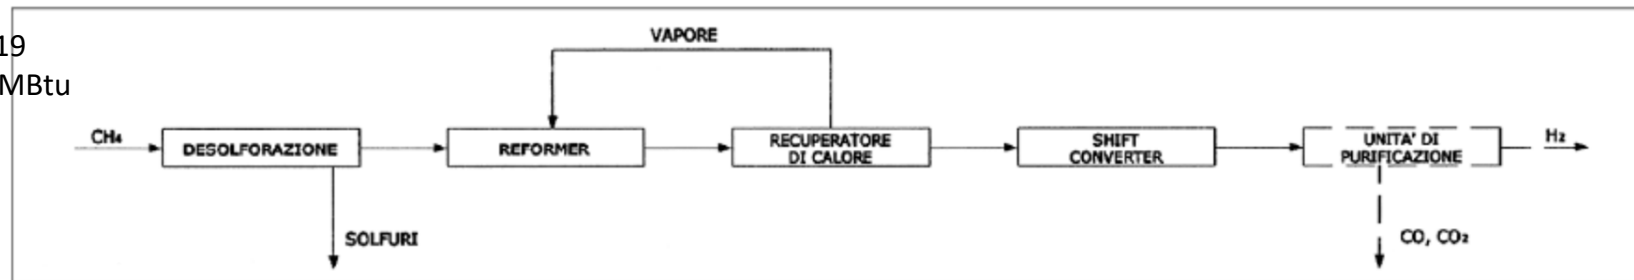 19
MBtu
VAPORE
CH₄
DESOLFORAZIONE
REFORMER
RECUPERATORE
DI CALORE
SHIFT
CONVERTER
UNITA' DI
PURIFICAZIONE
H₂
SOLFURI
CO, CO₂